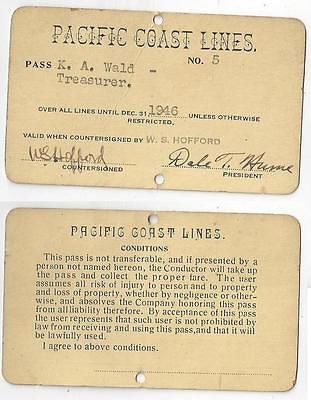 PACIFIC COAST LINES.
NO. 5
PASS K. A. Wald -
Treasurer.
OVER ALL LINES UNTIL DEC. 31, 1946 UNLESS OTHERWISE
RESTRICTED.
VALID WHEN COUNTERSIGNED BY W. S. HOFFORD
WSHofford Dale T. Hume
COUNTERSIGNED PRESIDENT
PACIFIC COAST LINES.
CONDITIONS
This pass is not transferable, and if presented by a
person not named hereon, the Conductor will take up
the pass and collect the proper fare. The user
assumes all risk of injury to person and to property
and loss of property, whether by negligence or other-
wise, and absolves the Company honoring this pass
from all liability therefore. By acceptance of this pass
the user represents that such user is not prohibited by
law from receiving and using this pass, and that it will
be lawfully used.
I agree to above conditions.